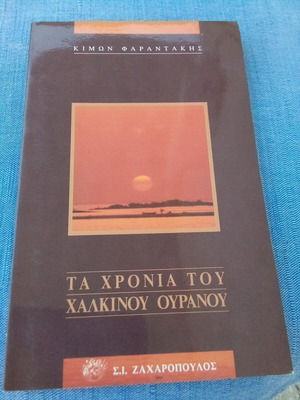 ΚΙΜΩΝ ΦΑΡΑΝΤΑΚΗΣ
ΤΑ ΧΡΟΝΙΑ ΤΟΥ
ΧΑΛΚΙΝΟΥ ΟΥΡΑΝΟΥ
Σ.Ι. ΖΑΧΑΡΟΠΟΥΛΟΣ